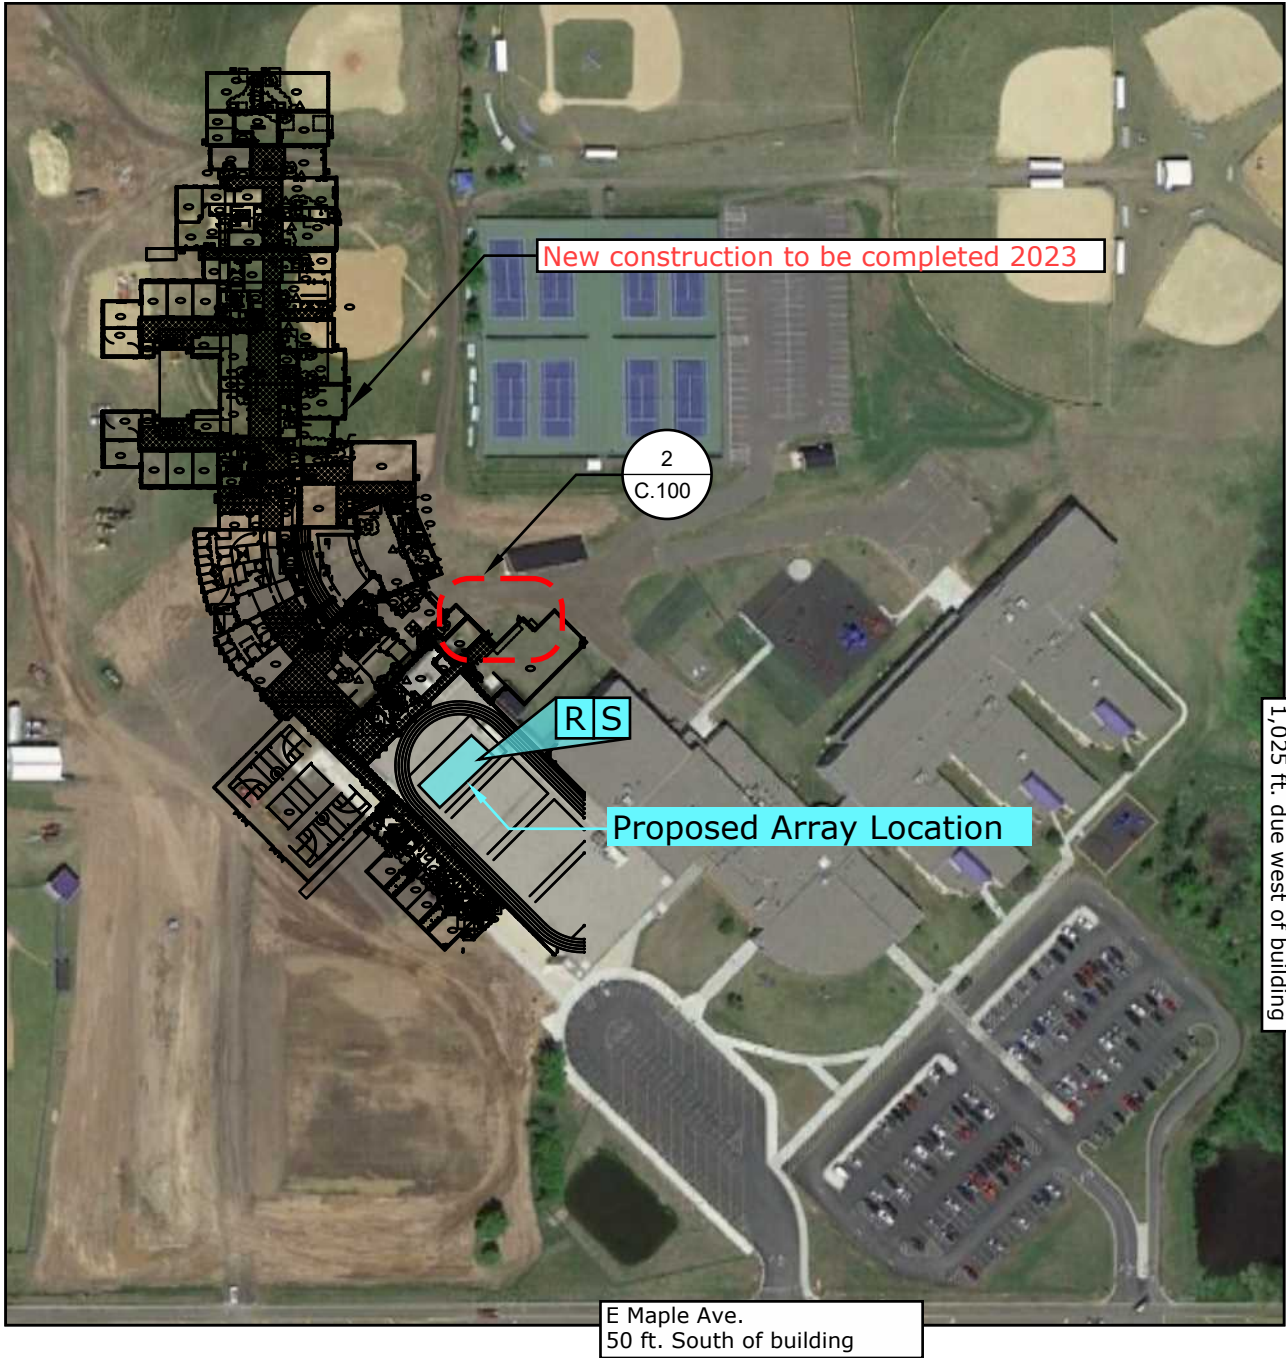 New construction to be completed 2023
2
C.100
R S
Proposed Array Location
1,025 ft. due west of building
E Maple Ave.
50 ft. South of building